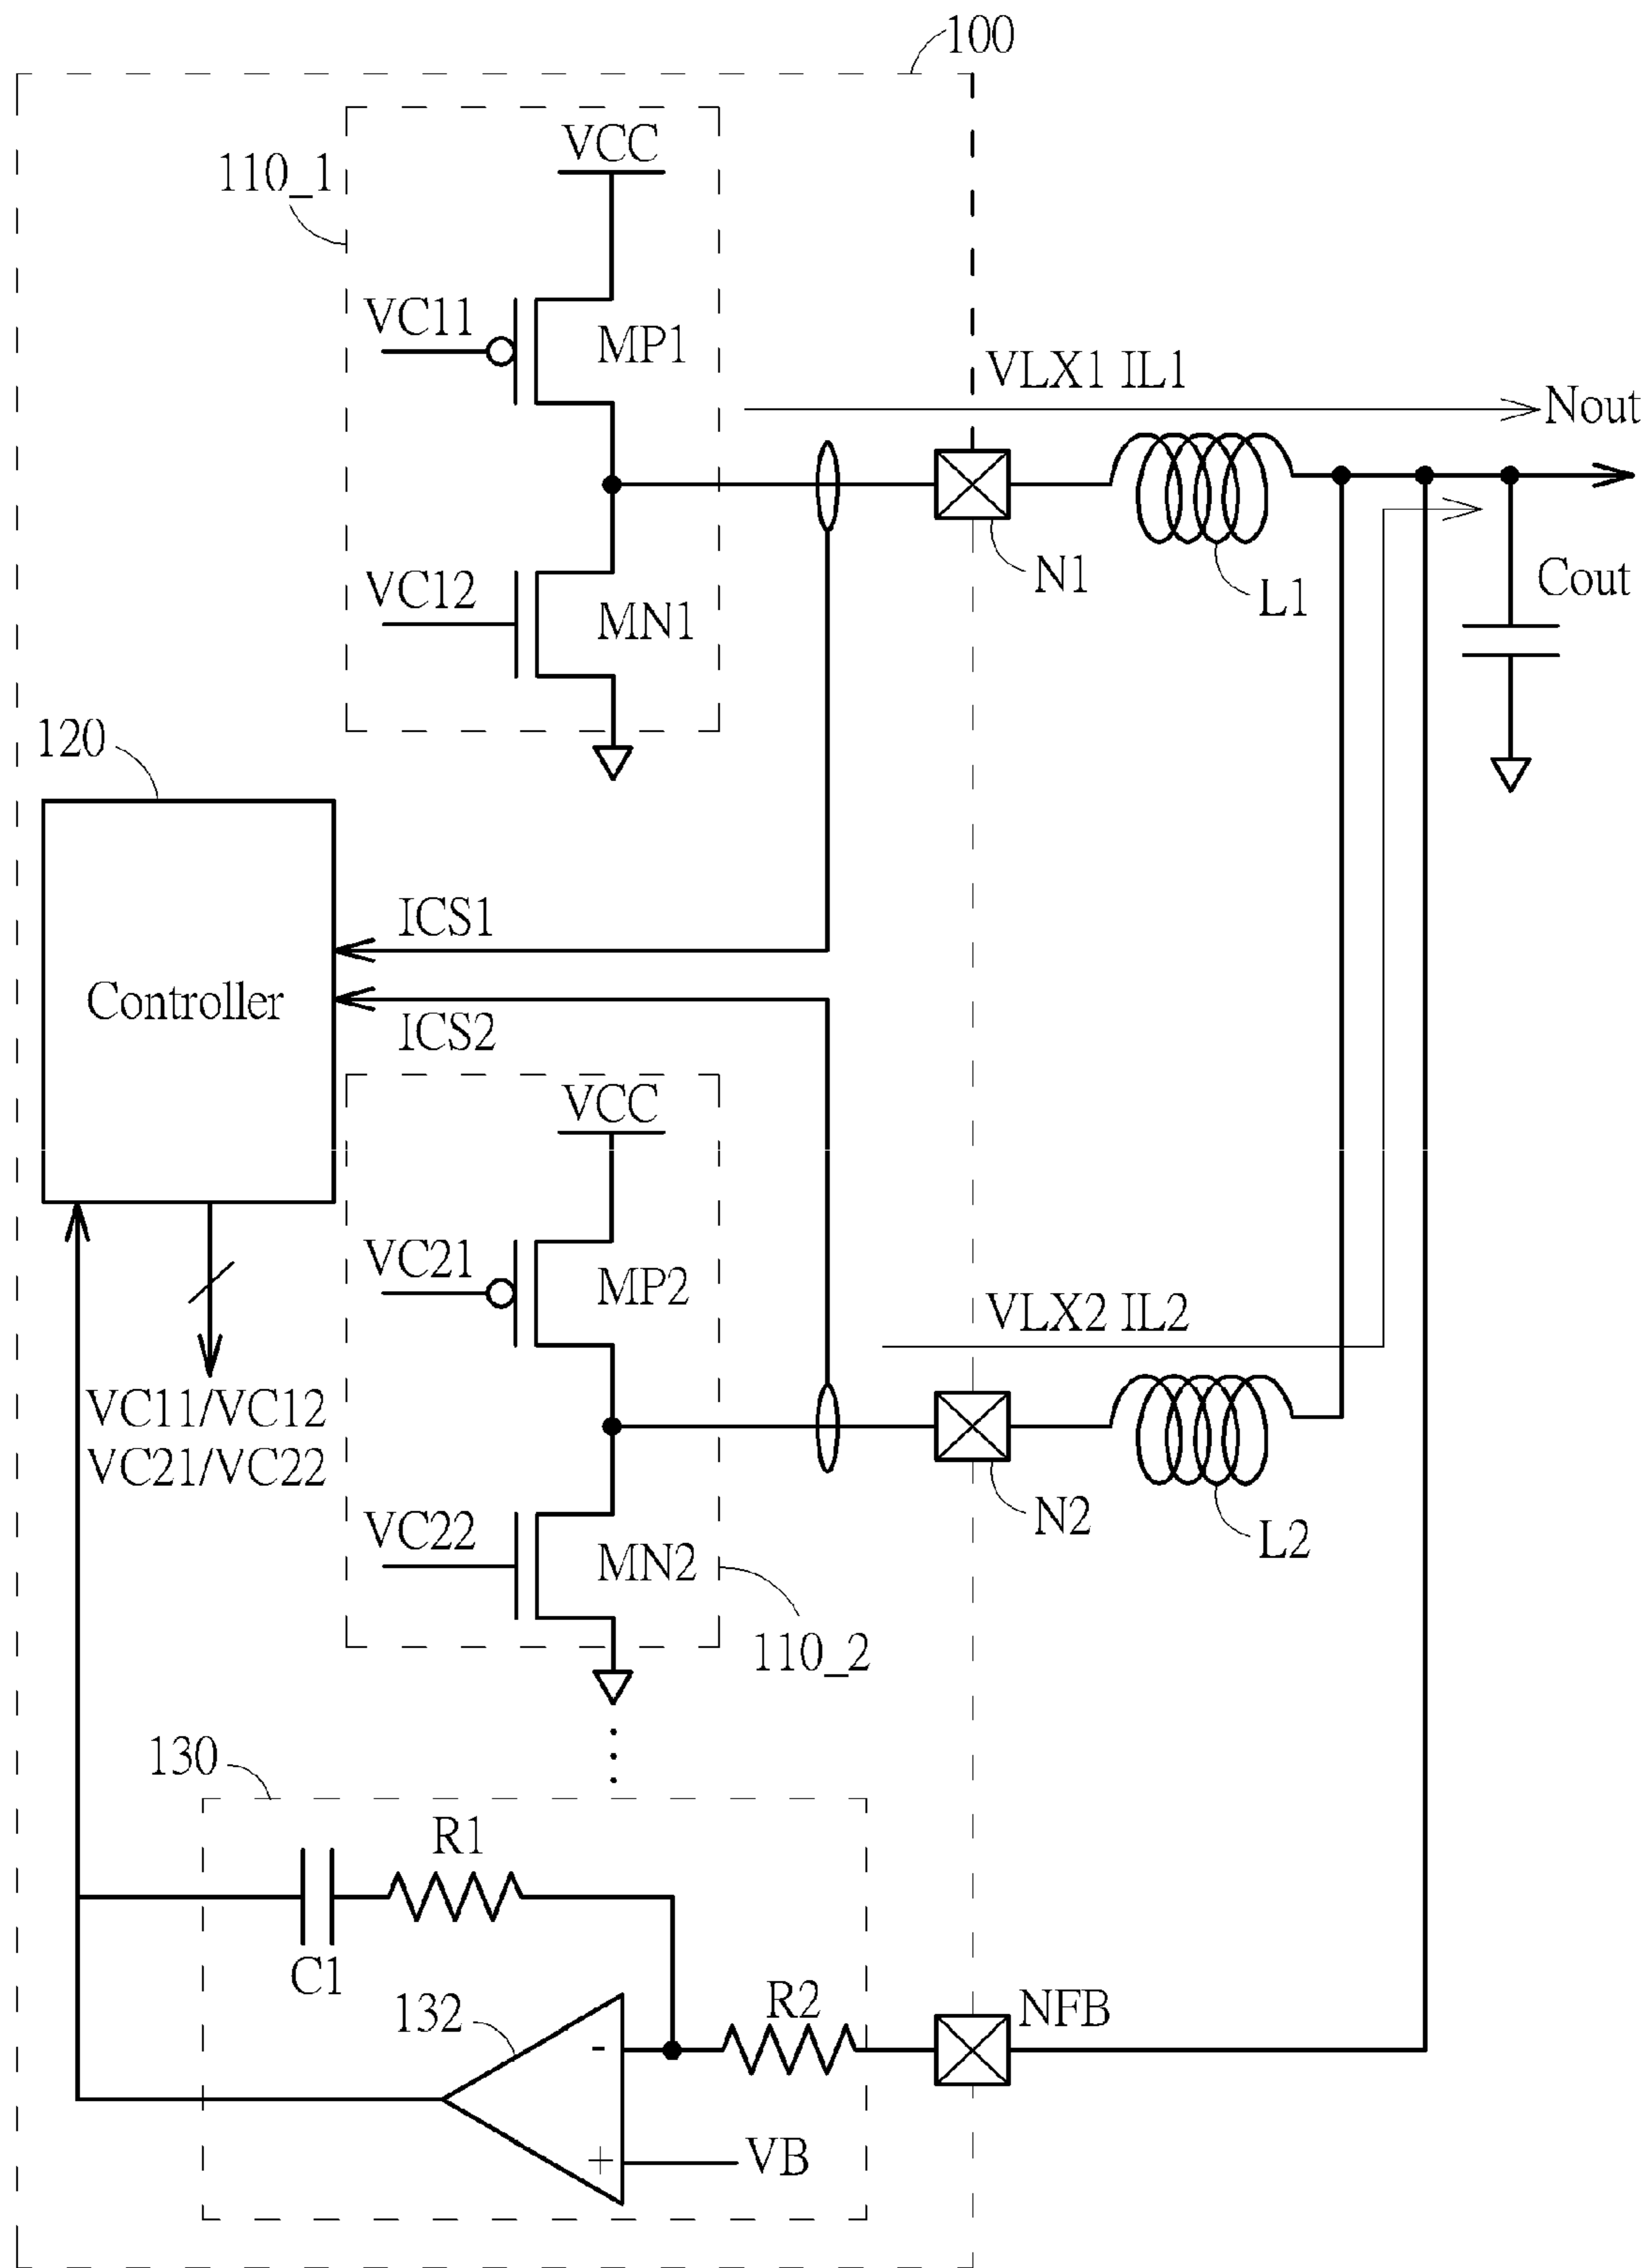 100
VCC
110_1
VC11
MP1
VLX1 IL1
Nout
VC12
MN1
N1
L1
Cout
120
ICS1
Controller
ICS2
VCC
VC21
MP2
VLX2 IL2
VC11/VC12
VC21/VC22
VC22
MN2
N2
L2
110_2
130
R1
C1
132
R2
NFB
-
+
VB